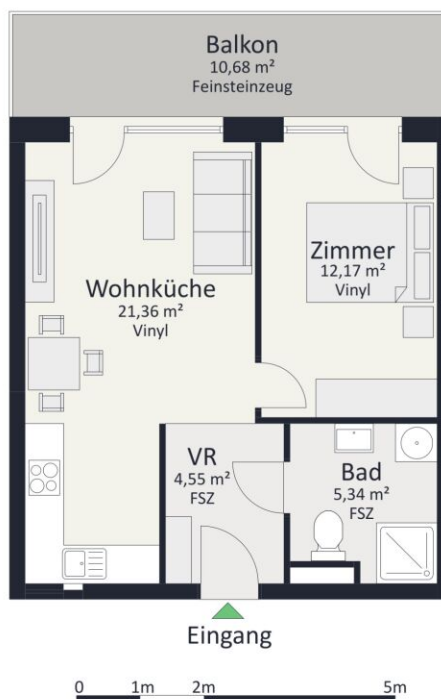 Balkon
10,68 m²
Feinsteinzeug
Zimmer
12,17 m²
Vinyl
Wohnküche
21,36 m²
Vinyl
VR
4,55 m²
FSZ
Bad
5,34 m²
FSZ
Eingang
0 1m 2m 5m